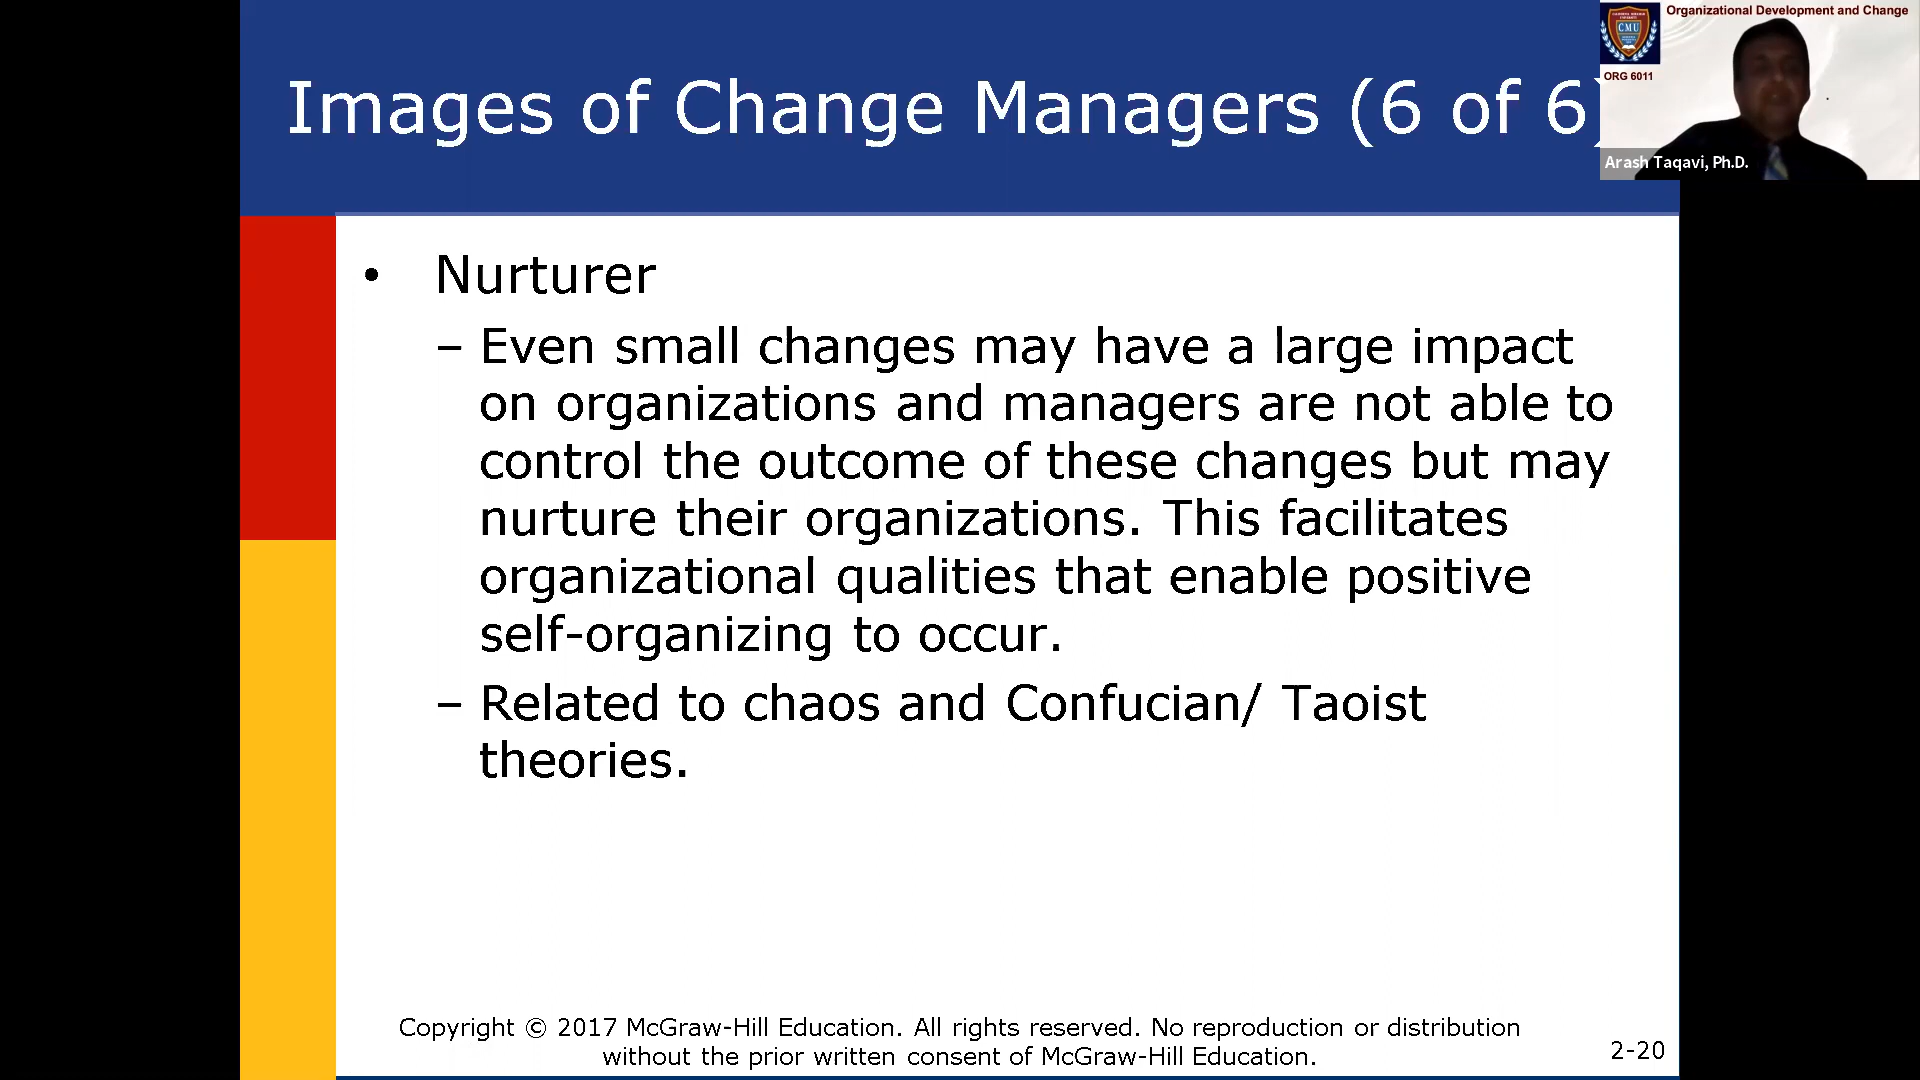 Images of Change Managers (6 of 6)
Organizational Development and Change
CMU
ORG 6011
Arash Taqavi, Ph.D.
• Nurturer
– Even small changes may have a large impact
on organizations and managers are not able to
control the outcome of these changes but may
nurture their organizations. This facilitates
organizational qualities that enable positive
self-organizing to occur.
– Related to chaos and Confucian/ Taoist
theories.
Copyright © 2017 McGraw-Hill Education. All rights reserved. No reproduction or distribution
without the prior written consent of McGraw-Hill Education.
2-20